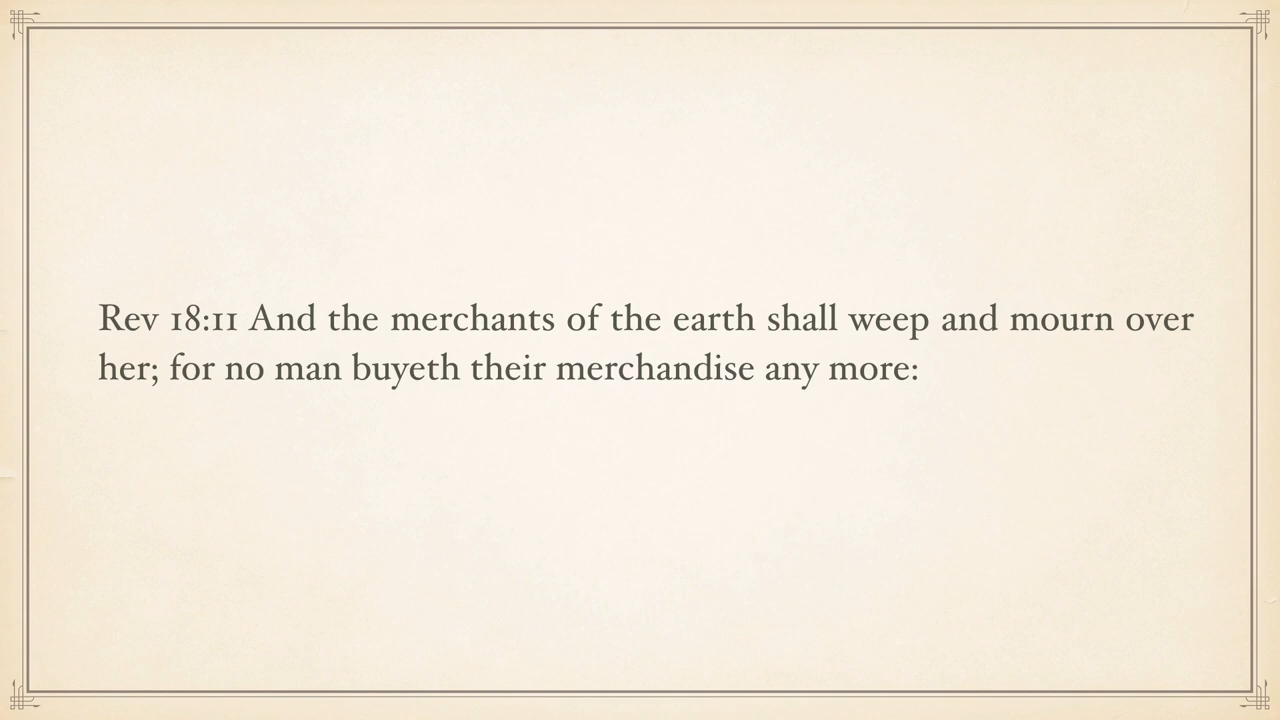 Rev 18:11 And the merchants of the earth shall weep and mourn over
her; for no man buyeth their merchandise any more: